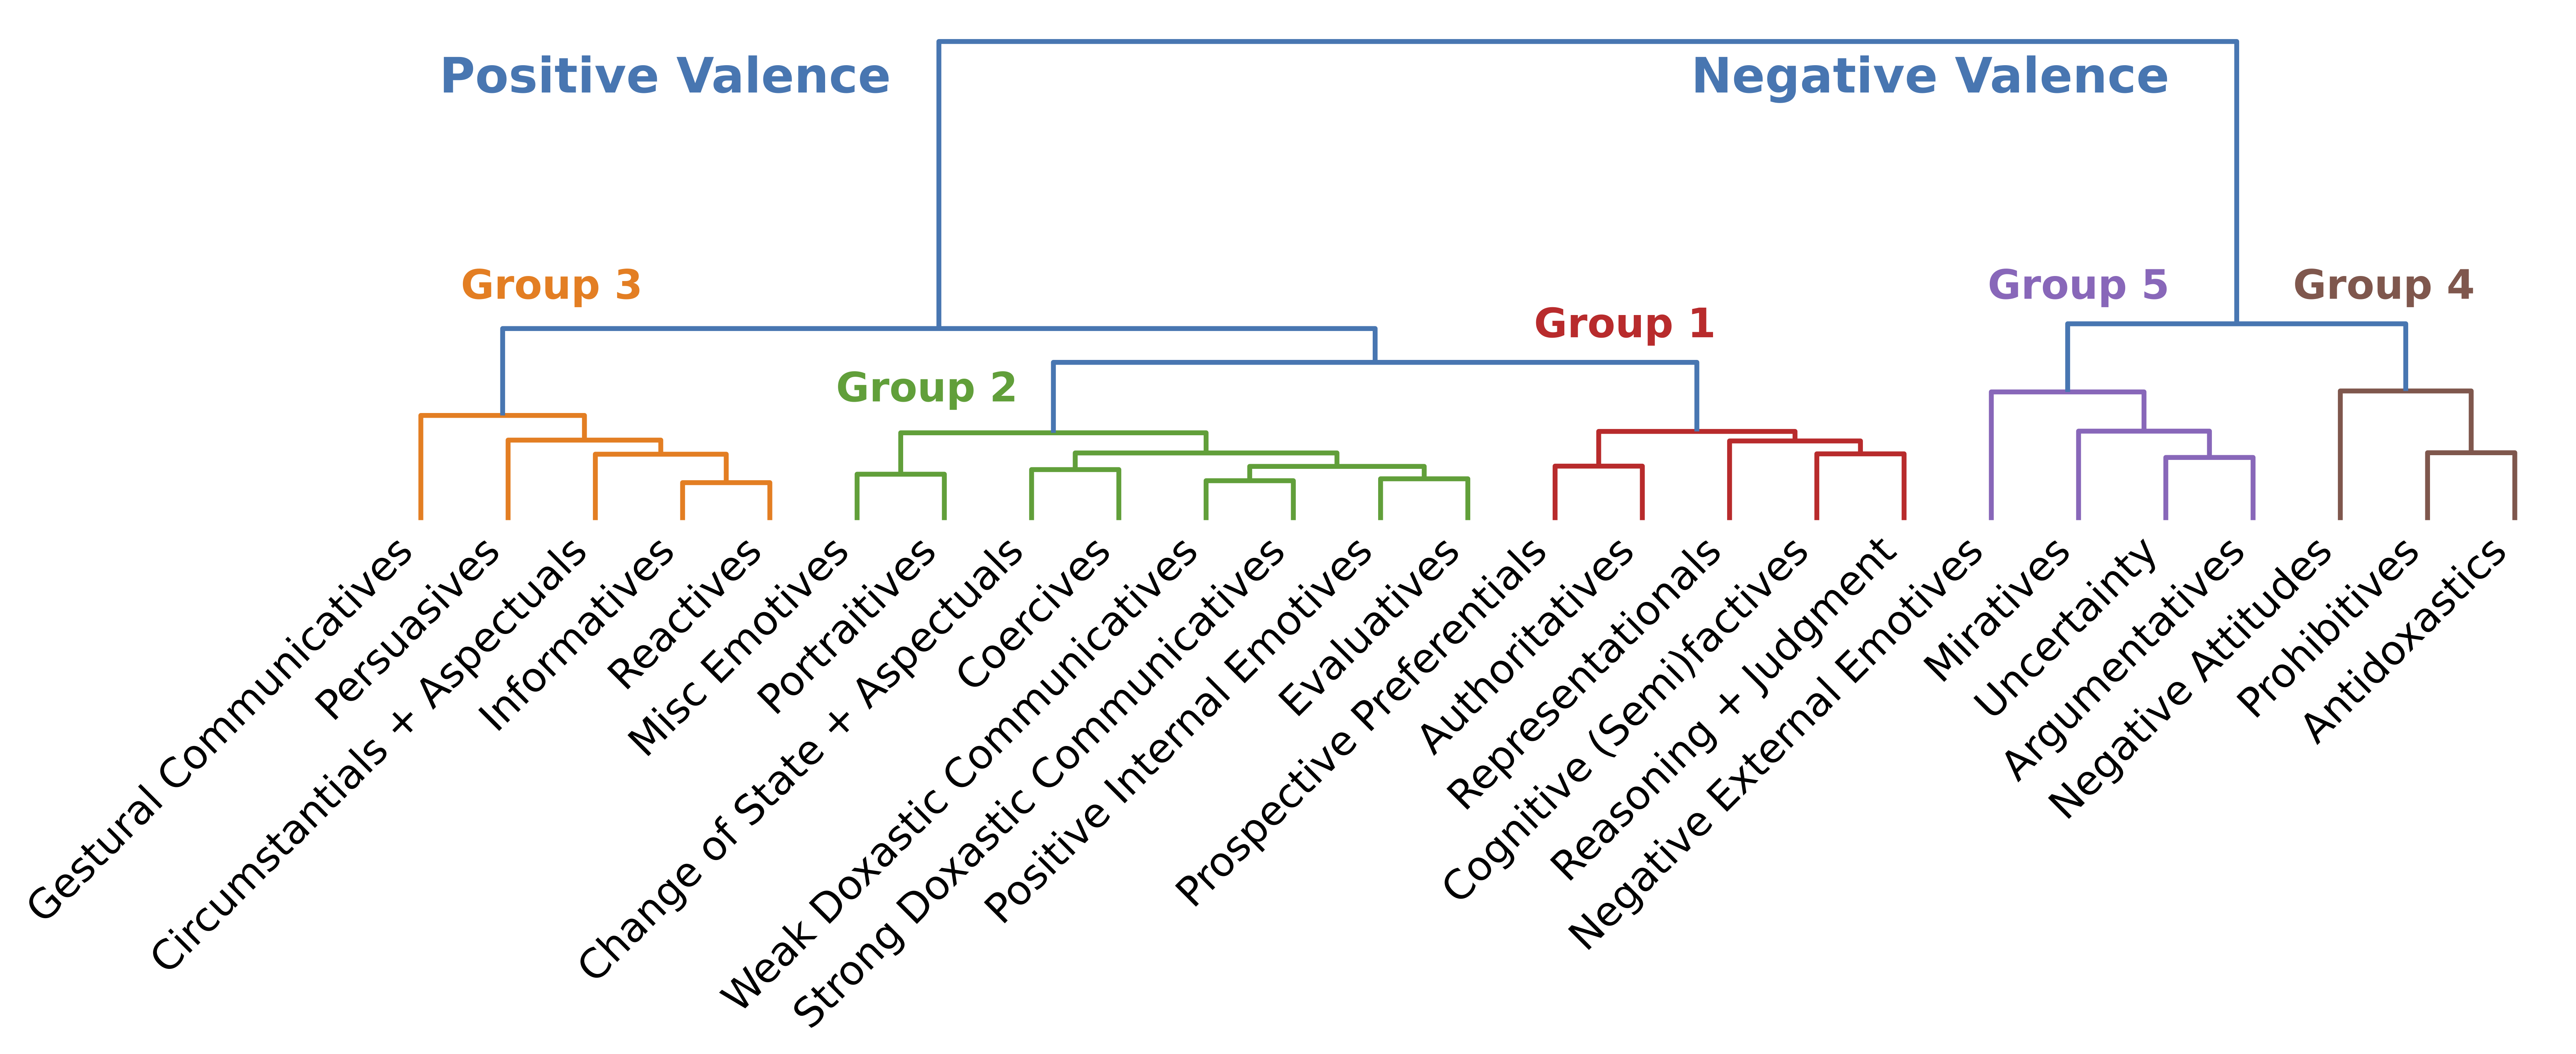 Positive Valence
Negative Valence
Group 3
Group 5
Group 4
Group 1
Group 2
Gestural Communicatives
Persuasives
Circumstantials + Aspectuals
Informatives
Reactives
Misc Emotives
Portraitives
Change of State + Aspectuals
Coercives
Weak Doxastic Communicatives
Strong Doxastic Communicatives
Positive Internal Emotives
Evaluatives
Prospective Preferentials
Authoritatives
Representationals
Cognitive (Semi)factives
Reasoning + Judgment
Negative External Emotives
Miratives
Uncertainty
Argumentatives
Negative Attitudes
Prohibitives
Antidoxastics